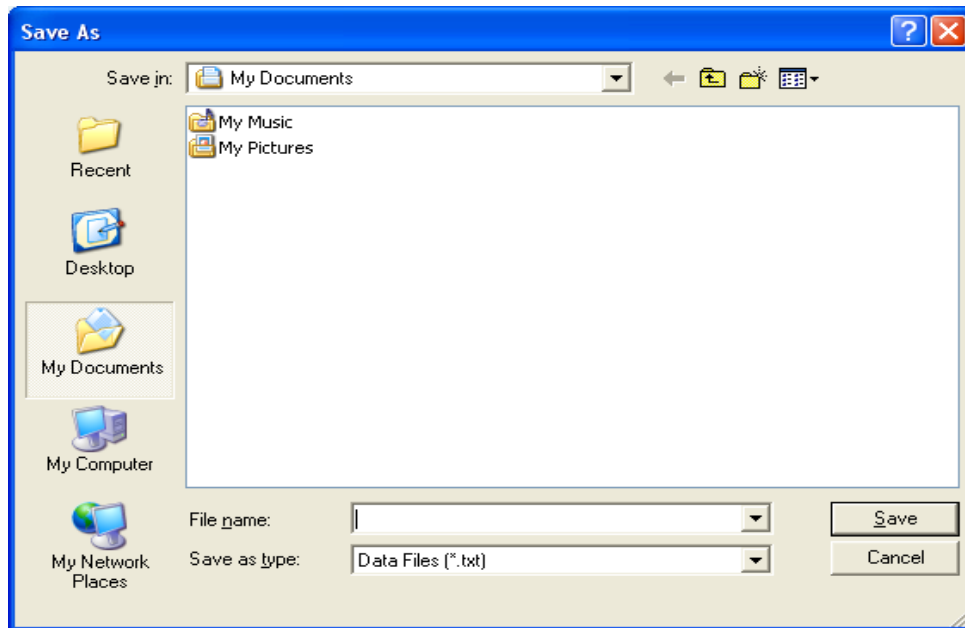 Save As
?
Save in: My Documents
My Music
My Pictures
Recent
Desktop
My Documents
My Computer
My Network
Places
File name:
Save
Save as type: Data Files (*.txt)
Cancel